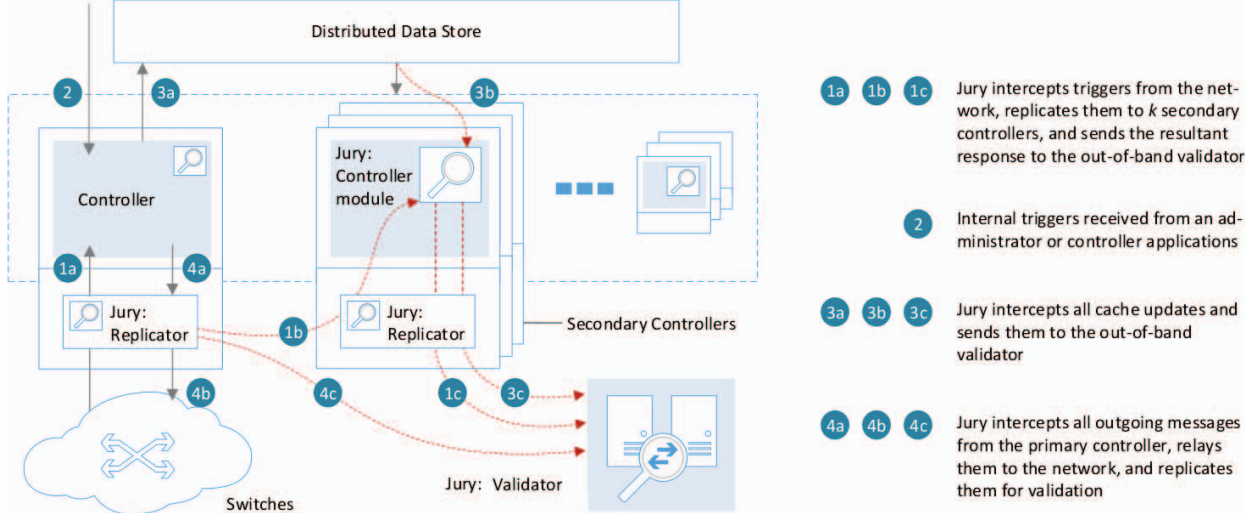 Distributed Data Store
2
3a
3b
Jury:
Controller
module
Controller
1a
4a
Jury:
Replicator
1b
Jury:
Replicator
Secondary Controllers
4b
4c
1c
3c
Switches
Jury: Validator
1a 1b 1c
Jury intercepts triggers from the net-
work, replicates them to k secondary
controllers, and sends the resultant
response to the out-of-band validator
2
Internal triggers received from an ad-
ministrator or controller applications
3a 3b 3c
Jury intercepts all cache updates and
sends them to the out-of-band
validator
4a 4b 4c
Jury intercepts all outgoing messages
from the primary controller, relays
them to the network, and replicates
them for validation